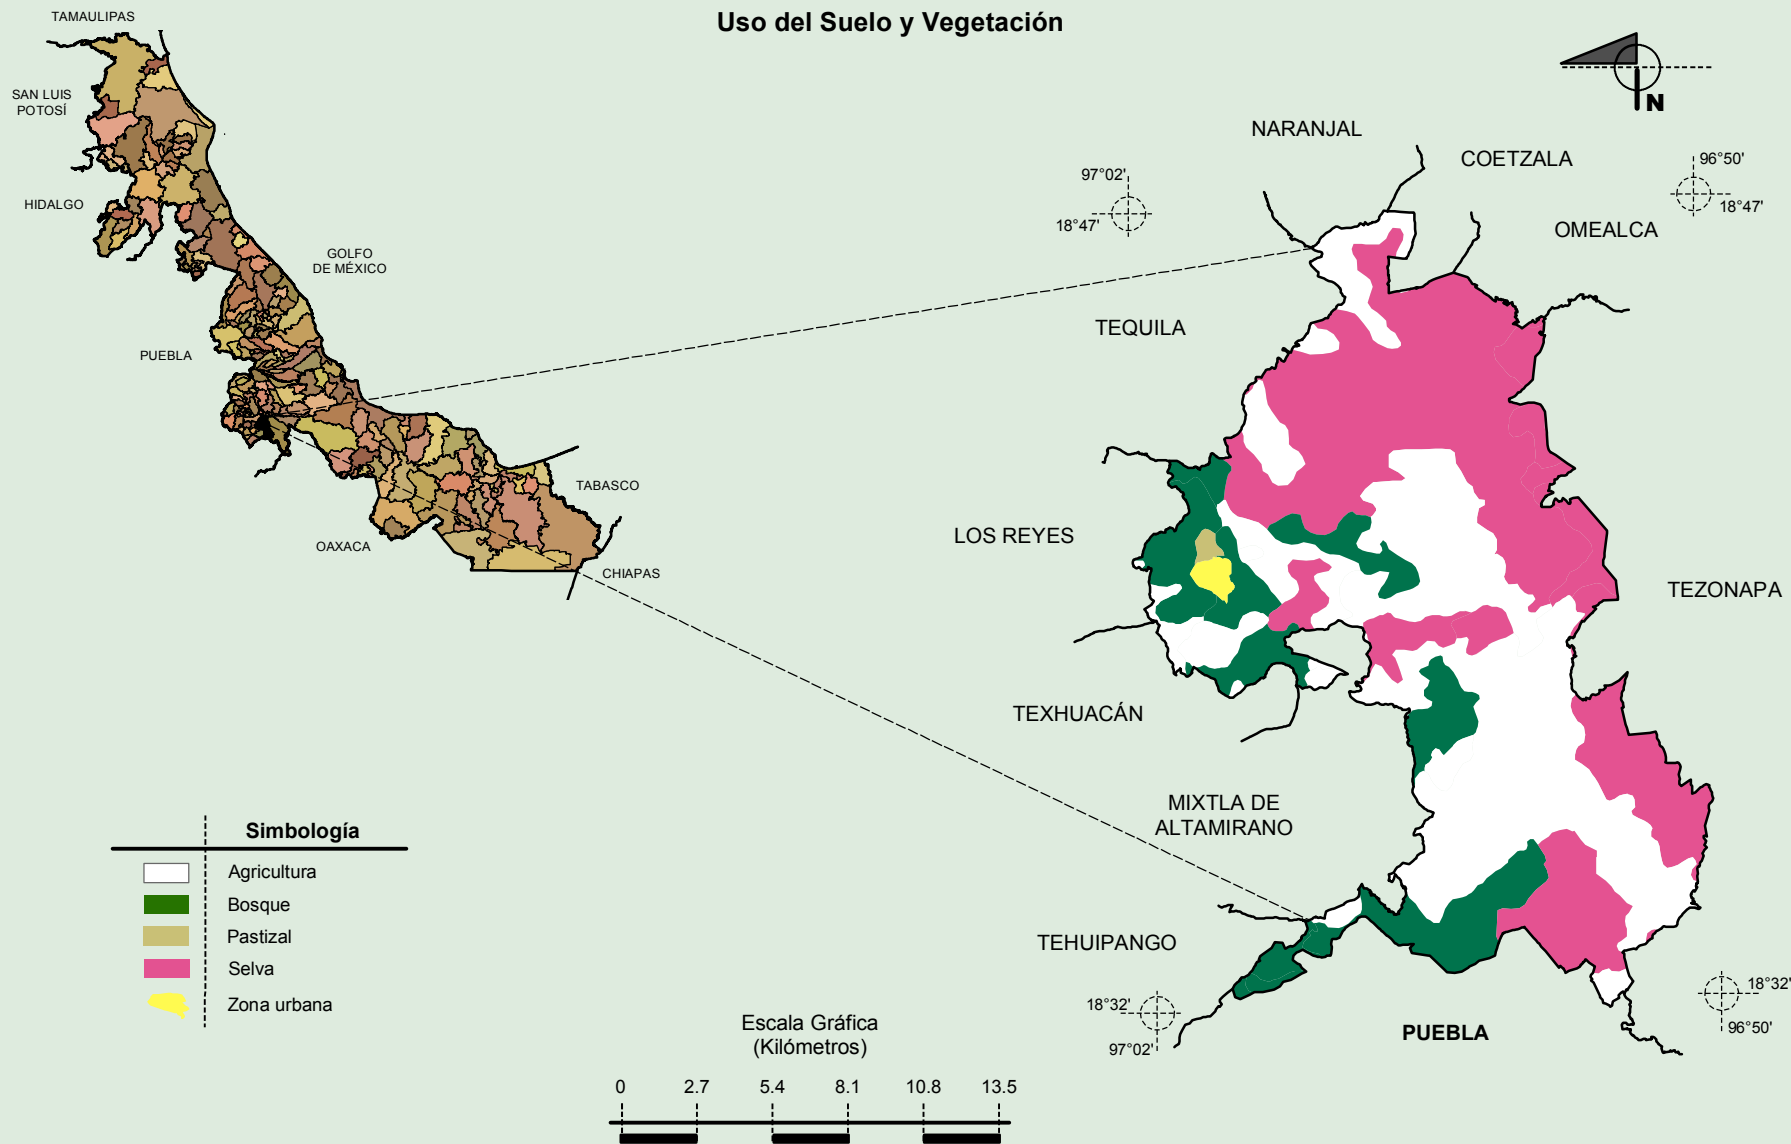 Uso del Suelo y Vegetación
TAMAULIPAS
SAN LUIS
POTOSÍ
HIDALGO
GOLFO
DE MÉXICO
PUEBLA
TABASCO
OAXACA
CHIAPAS
N
NARANJAL
COETZALA
OMEALCA
97°02'
18°47'
96°50'
18°47'
TEQUILA
LOS REYES
TEZONAPA
TEXHUACÁN
MIXTLA DE
ALTAMIRANO
TEHUIPANGO
18°32'
97°02'
PUEBLA
18°32'
96°50'
Simbología
Agricultura
Bosque
Pastizal
Selva
Zona urbana
Escala Gráfica
(Kilómetros)
0 2.7 5.4 8.1 10.8 13.5